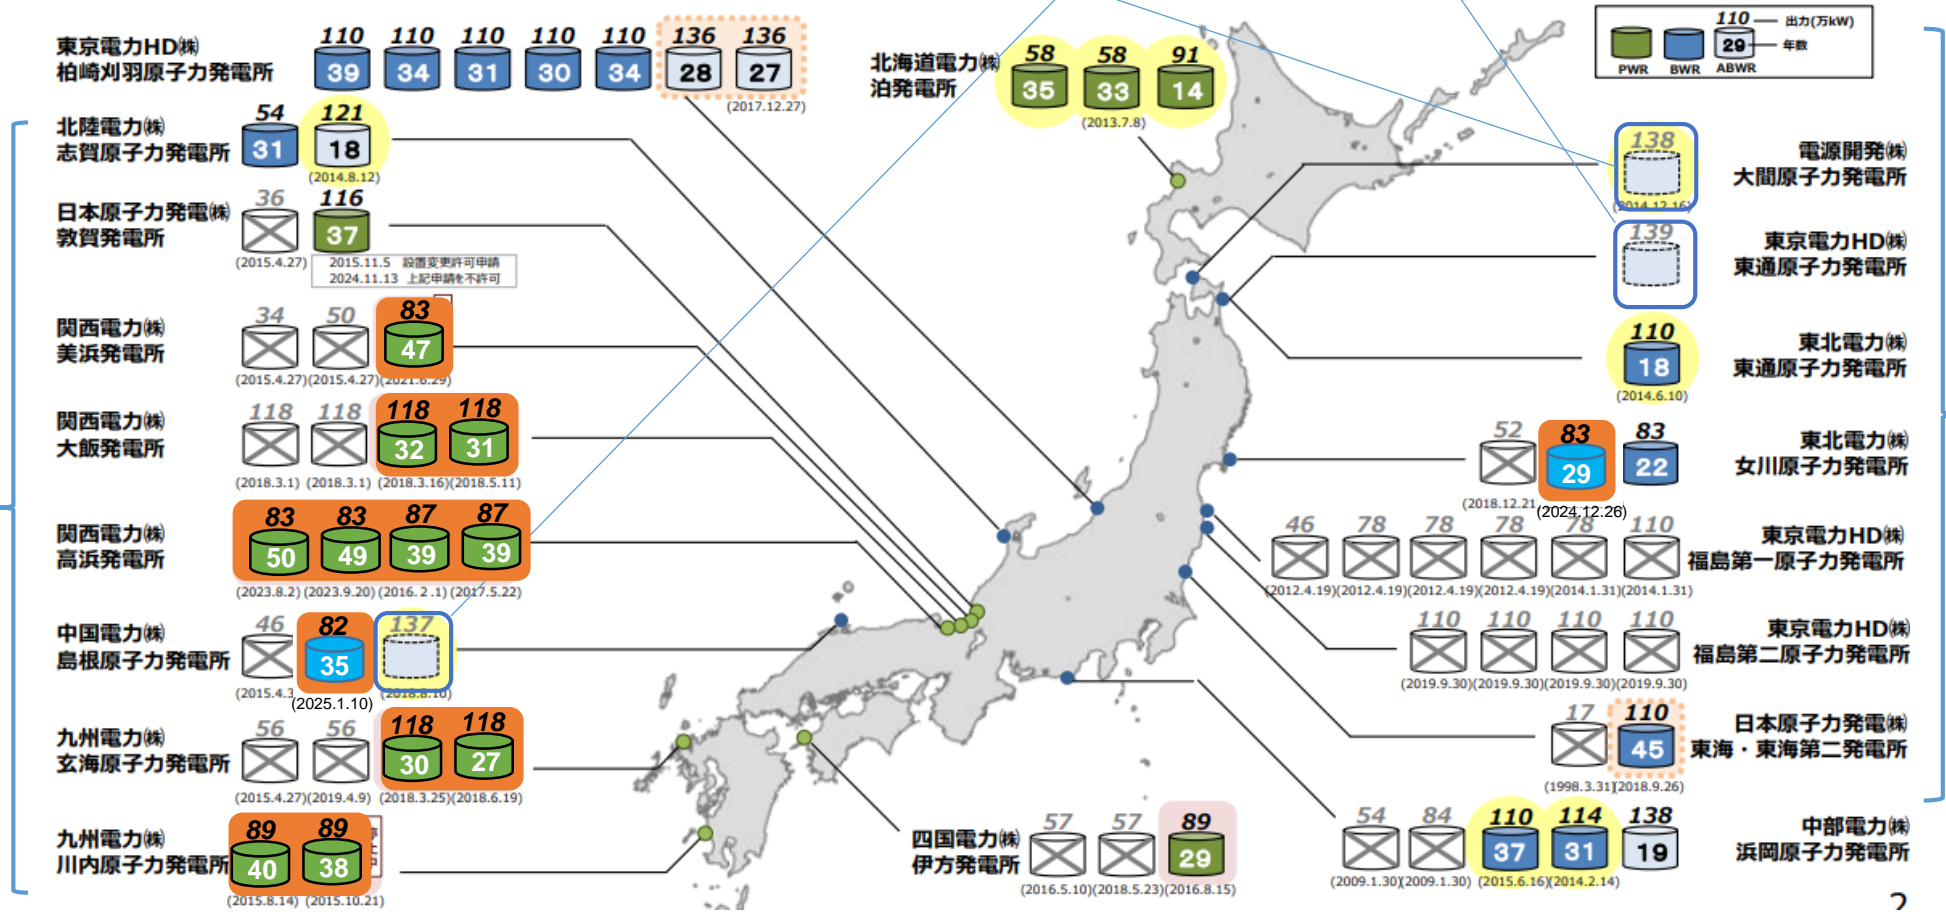 東京電力HD㈱
柏崎刈羽原子力発電所
110 110 110 110 110 136 136
39 34 31 30 34 28 27
(2017.12.27)
北陸電力㈱
志賀原子力発電所
54 121
31 18
(2014.8.12)
日本原子力発電㈱
敦賀発電所
36 116
37
(2015.4.27)
2015.11.5 設置変更許可申請
2024.11.13 上記申請を不許可
関西電力㈱
美浜発電所
34 50 83
47
(2015.4.27)(2015.4.27)(2021.6.29)
関西電力㈱
大飯発電所
118 118 118 118
32 31
(2018.3.1) (2018.3.1) (2018.3.16)(2018.5.11)
関西電力㈱
高浜発電所
83 83 87 87
50 49 39 39
(2023.8.2) (2023.9.20) (2016.2.1)(2017.5.22)
中国電力㈱
島根原子力発電所
46 82 137
35
(2015.4.3 (2018.8.10)
(2025.1.10)
九州電力㈱
玄海原子力発電所
56 56 118 118
30 27
(2015.4.27)(2019.4.9) (2018.3.25)(2018.6.19)
九州電力㈱
川内原子力発電所
89 89
40 38
(2015.8.14) (2015.10.21)
北海道電力㈱
泊発電所
58 58 91
35 33 14
(2013.7.8)
110 出力(万kW)
29 年数
PWR BWR ABWR
138
電源開発㈱
大間原子力発電所
(2014.12.16)
139
東京電力HD㈱
東通原子力発電所
110
18
東北電力㈱
東通原子力発電所
(2014.6.10)
52 83 83
29 22
東北電力㈱
女川原子力発電所
(2018.12.21
(2024.12.26)
46 78 78 78 78 110
東京電力HD㈱
福島第一原子力発電所
(2012.4.19)(2012.4.19)(2012.4.19)(2012.4.19)(2014.1.31)(2014.1.31)
110 110 110 110
東京電力HD㈱
福島第二原子力発電所
(2019.9.30)(2019.9.30)(2019.9.30)(2019.9.30)
17 110
45
日本原子力発電㈱
東海・東海第二発電所
(1998.3.31)(2018.9.26)
54 84 110 114 138
37 31 19
中部電力㈱
浜岡原子力発電所
(2009.1.30)(2009.1.30) (2015.6.16)(2014.2.14)
四国電力㈱
伊方発電所
57 57 89
29
(2016.5.10)(2018.5.23)(2016.8.15)
2